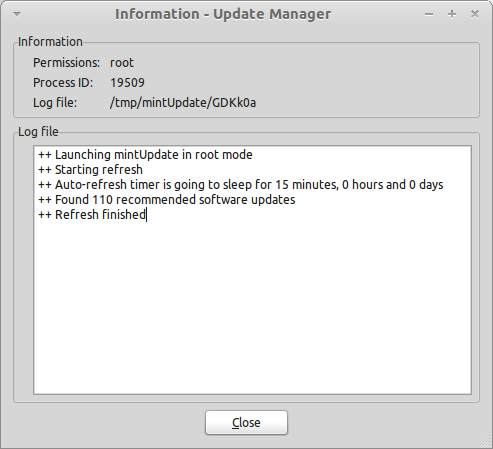 Information - Update Manager
Information
Permissions: root
Process ID: 19509
Log file: /tmp/mintUpdate/GDKk0a
Log file
++ Launching mintUpdate in root mode
++ Starting refresh
++ Auto-refresh timer is going to sleep for 15 minutes, 0 hours and 0 days
++ Found 110 recommended software updates
++ Refresh finished
Close